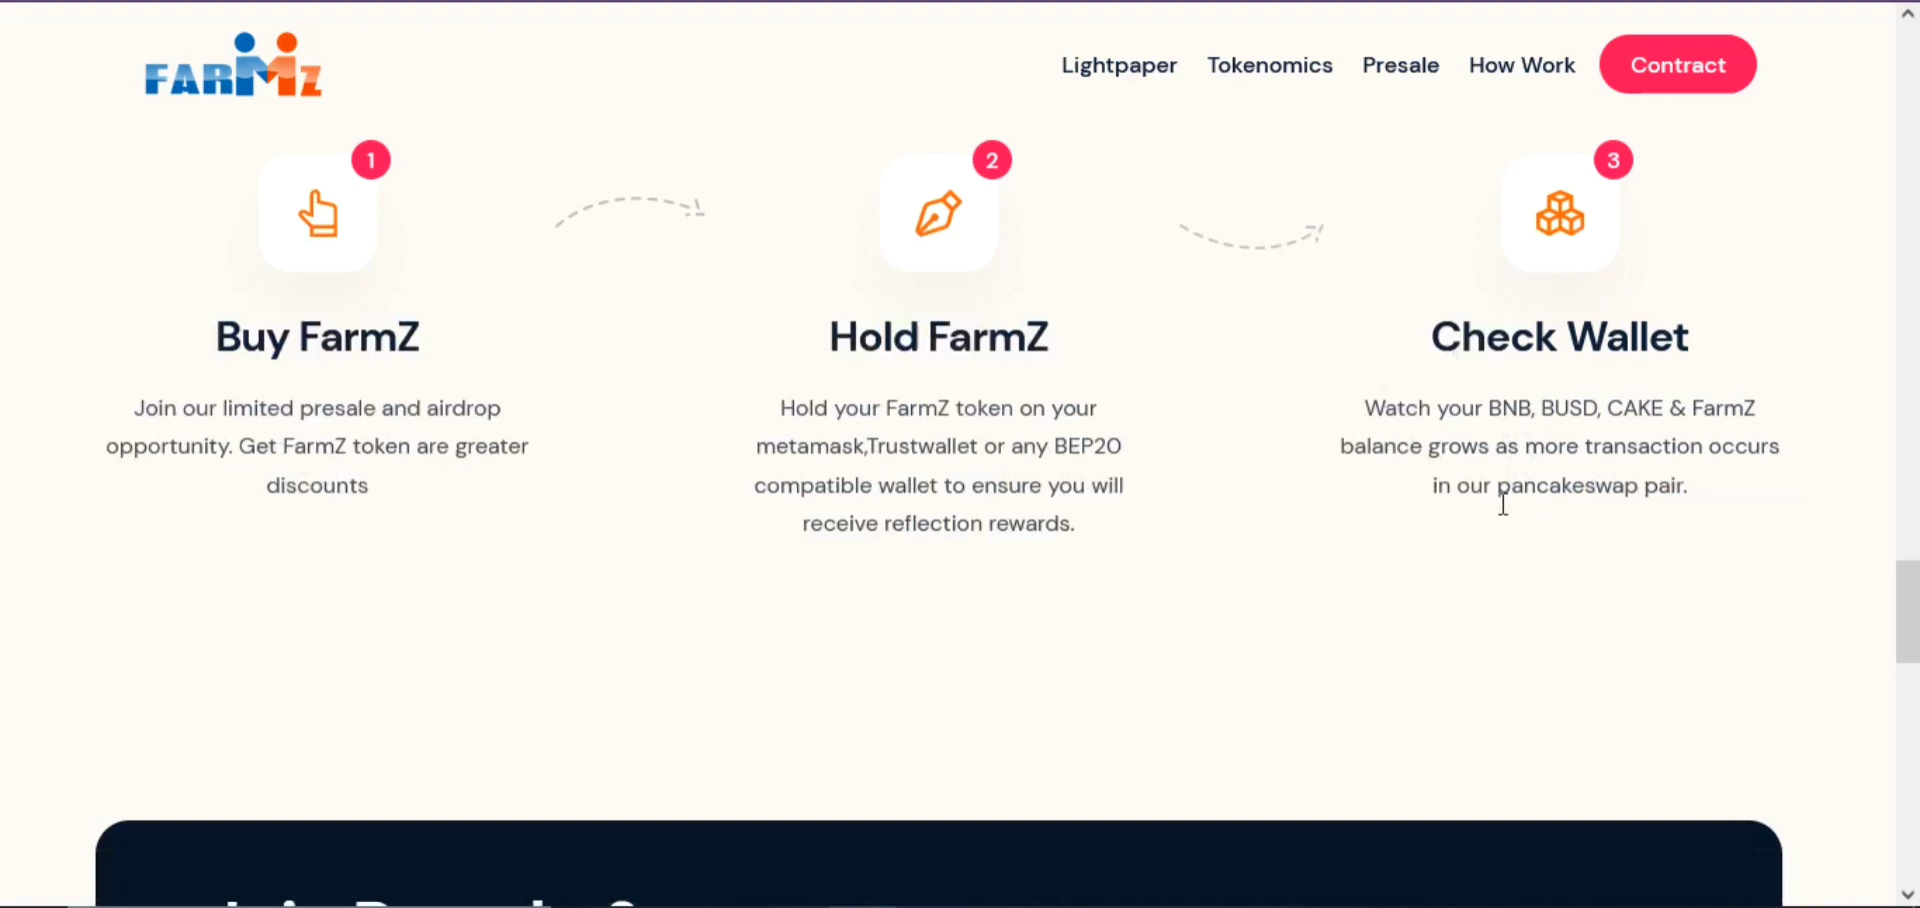 FARMZ
Lightpaper Tokenomics Presale How Work Contract
1
2
3
Buy FarmZ
Join our limited presale and airdrop
opportunity. Get FarmZ token are greater
discounts
Hold FarmZ
Hold your FarmZ token on your
metamask,Trustwallet or any BEP20
compatible wallet to ensure you will
receive reflection rewards.
Check Wallet
Watch your BNB, BUSD, CAKE & FarmZ
balance grows as more transaction occurs
in our pancakeswap pair.